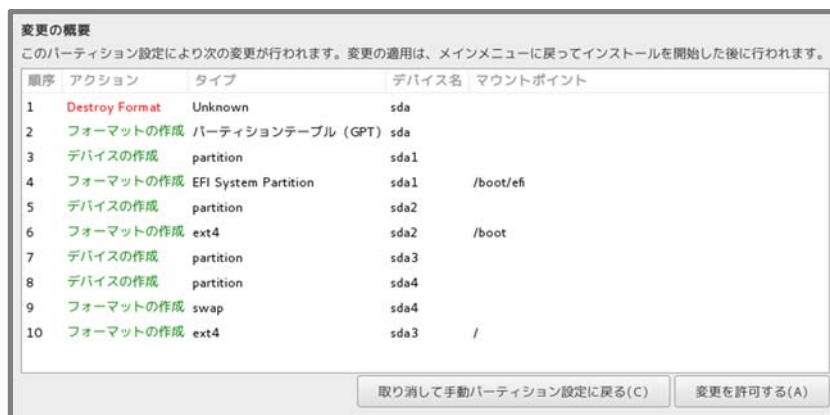 変更の概要
このパーティション設定により次の変更が行われます。変更の適用は、メインメニューに戻ってインストールを開始した後に行われます。
順序 アクション タイプ デバイス名 マウントポイント
1 Destroy Format Unknown sda
2 フォーマットの作成 パーティションテーブル (GPT) sda
3 デバイスの作成 partition sda1
4 フォーマットの作成 EFI System Partition sda1 /boot/efi
5 デバイスの作成 partition sda2
6 フォーマットの作成 ext4 sda2 /boot
7 デバイスの作成 partition sda3
8 デバイスの作成 partition sda4
9 フォーマットの作成 swap sda4
10 フォーマットの作成 ext4 sda3 /
取り消して手動パーティション設定に戻る(C) 変更を許可する(A)